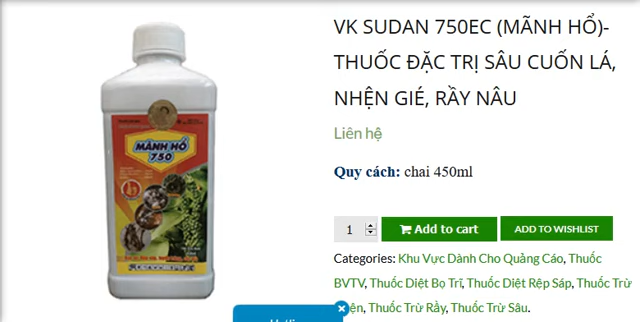 VK SUDAN 750EC (MÃNH HỔ)-
THUỐC ĐẶC TRỊ SÂU CUỐN LÁ,
NHỆN GIÉ, RẦY NÂU
Liên hệ
Quy cách: chai 450ml
1
Add to cart
ADD TO WISHLIST
Categories: Khu Vực Dành Cho Quảng Cáo, Thuốc
BVTV, Thuốc Diệt Bọ Trĩ, Thuốc Diệt Rệp Sáp, Thuốc Trừ
ện, Thuốc Trừ Rầy, Thuốc Trừ Sâu.
MÃNH HỔ
750